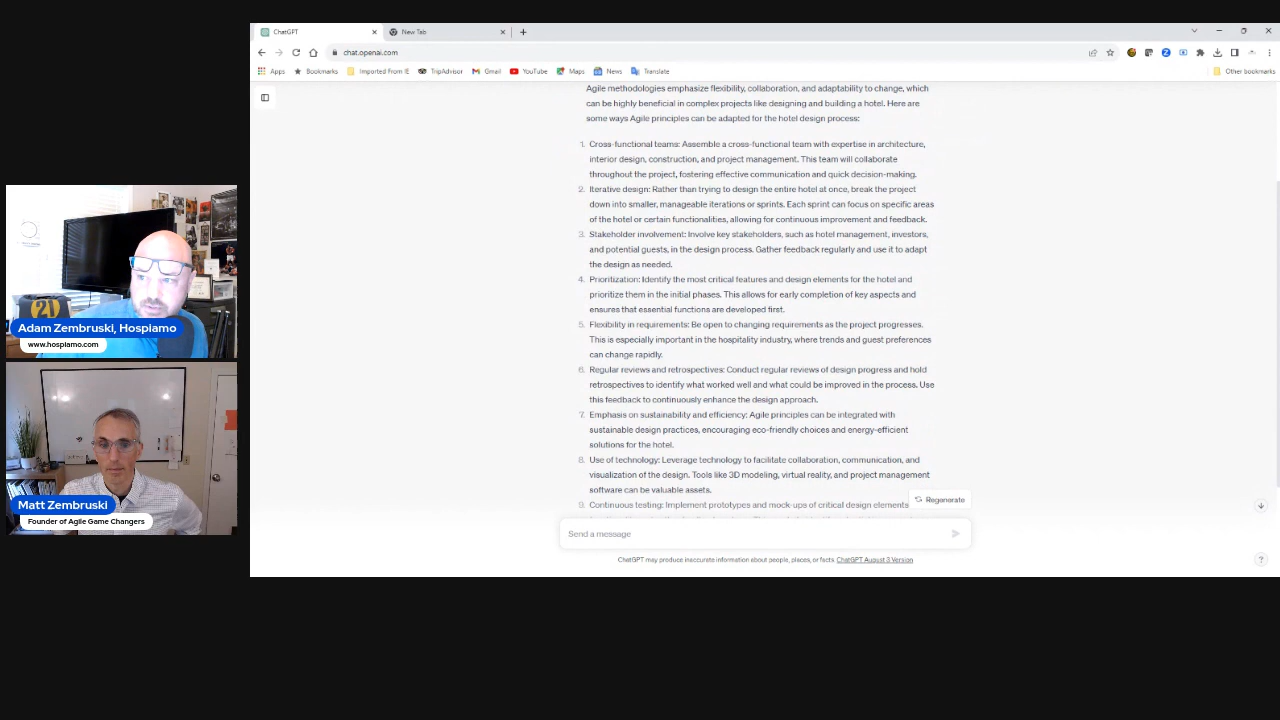 ChatGPT
New Tab
chat.openai.com
Apps
Bookmarks
Imported From IE
TripAdvisor
Gmail
YouTube
Maps
News
Translate
Other bookmarks
Agile methodologies emphasize flexibility, collaboration, and adaptability to change, which
can be highly beneficial in complex projects like designing and building a hotel. Here are
some ways Agile principles can be adapted for the hotel design process:
1. Cross-functional teams: Assemble a cross-functional team with expertise in architecture,
interior design, construction, and project management. This team will collaborate
throughout the project, fostering effective communication and quick decision-making.
2. Iterative design: Rather than trying to design the entire hotel at once, break the project
down into smaller, manageable iterations or sprints. Each sprint can focus on specific areas
of the hotel or certain functionalities, allowing for continuous improvement and feedback.
3. Stakeholder involvement: Involve key stakeholders, such as hotel management, investors,
and potential guests, in the design process. Gather feedback regularly and use it to adapt
the design as needed.
4. Prioritization: Identify the most critical features and design elements for the hotel and
prioritize them in the initial phases. This allows for early completion of key aspects and
ensures that essential functions are developed first.
5. Flexibility in requirements: Be open to changing requirements as the project progresses.
This is especially important in the hospitality industry, where trends and guest preferences
can change rapidly.
6. Regular reviews and retrospectives: Conduct regular reviews of design progress and hold
retrospectives to identify what worked well and what could be improved in the process. Use
this feedback to continuously enhance the design approach.
7. Emphasis on sustainability and efficiency: Agile principles can be integrated with
sustainable design practices, encouraging eco-friendly choices and energy-efficient
solutions for the hotel.
8. Use of technology: Leverage technology to facilitate collaboration, communication, and
visualization of the design. Tools like 3D modeling, virtual reality, and project management
software can be valuable assets.
9. Continuous testing: Implement prototypes and mock-ups of critical design elements
Regenerate
Send a message
ChatGPT may produce inaccurate information about people, places, or facts. ChatGPT August 3 Version
?
21
Adam Zembruski, Hospiamo
www.hospiamo.com
Matt Zembruski
Founder of Agile Game Changers